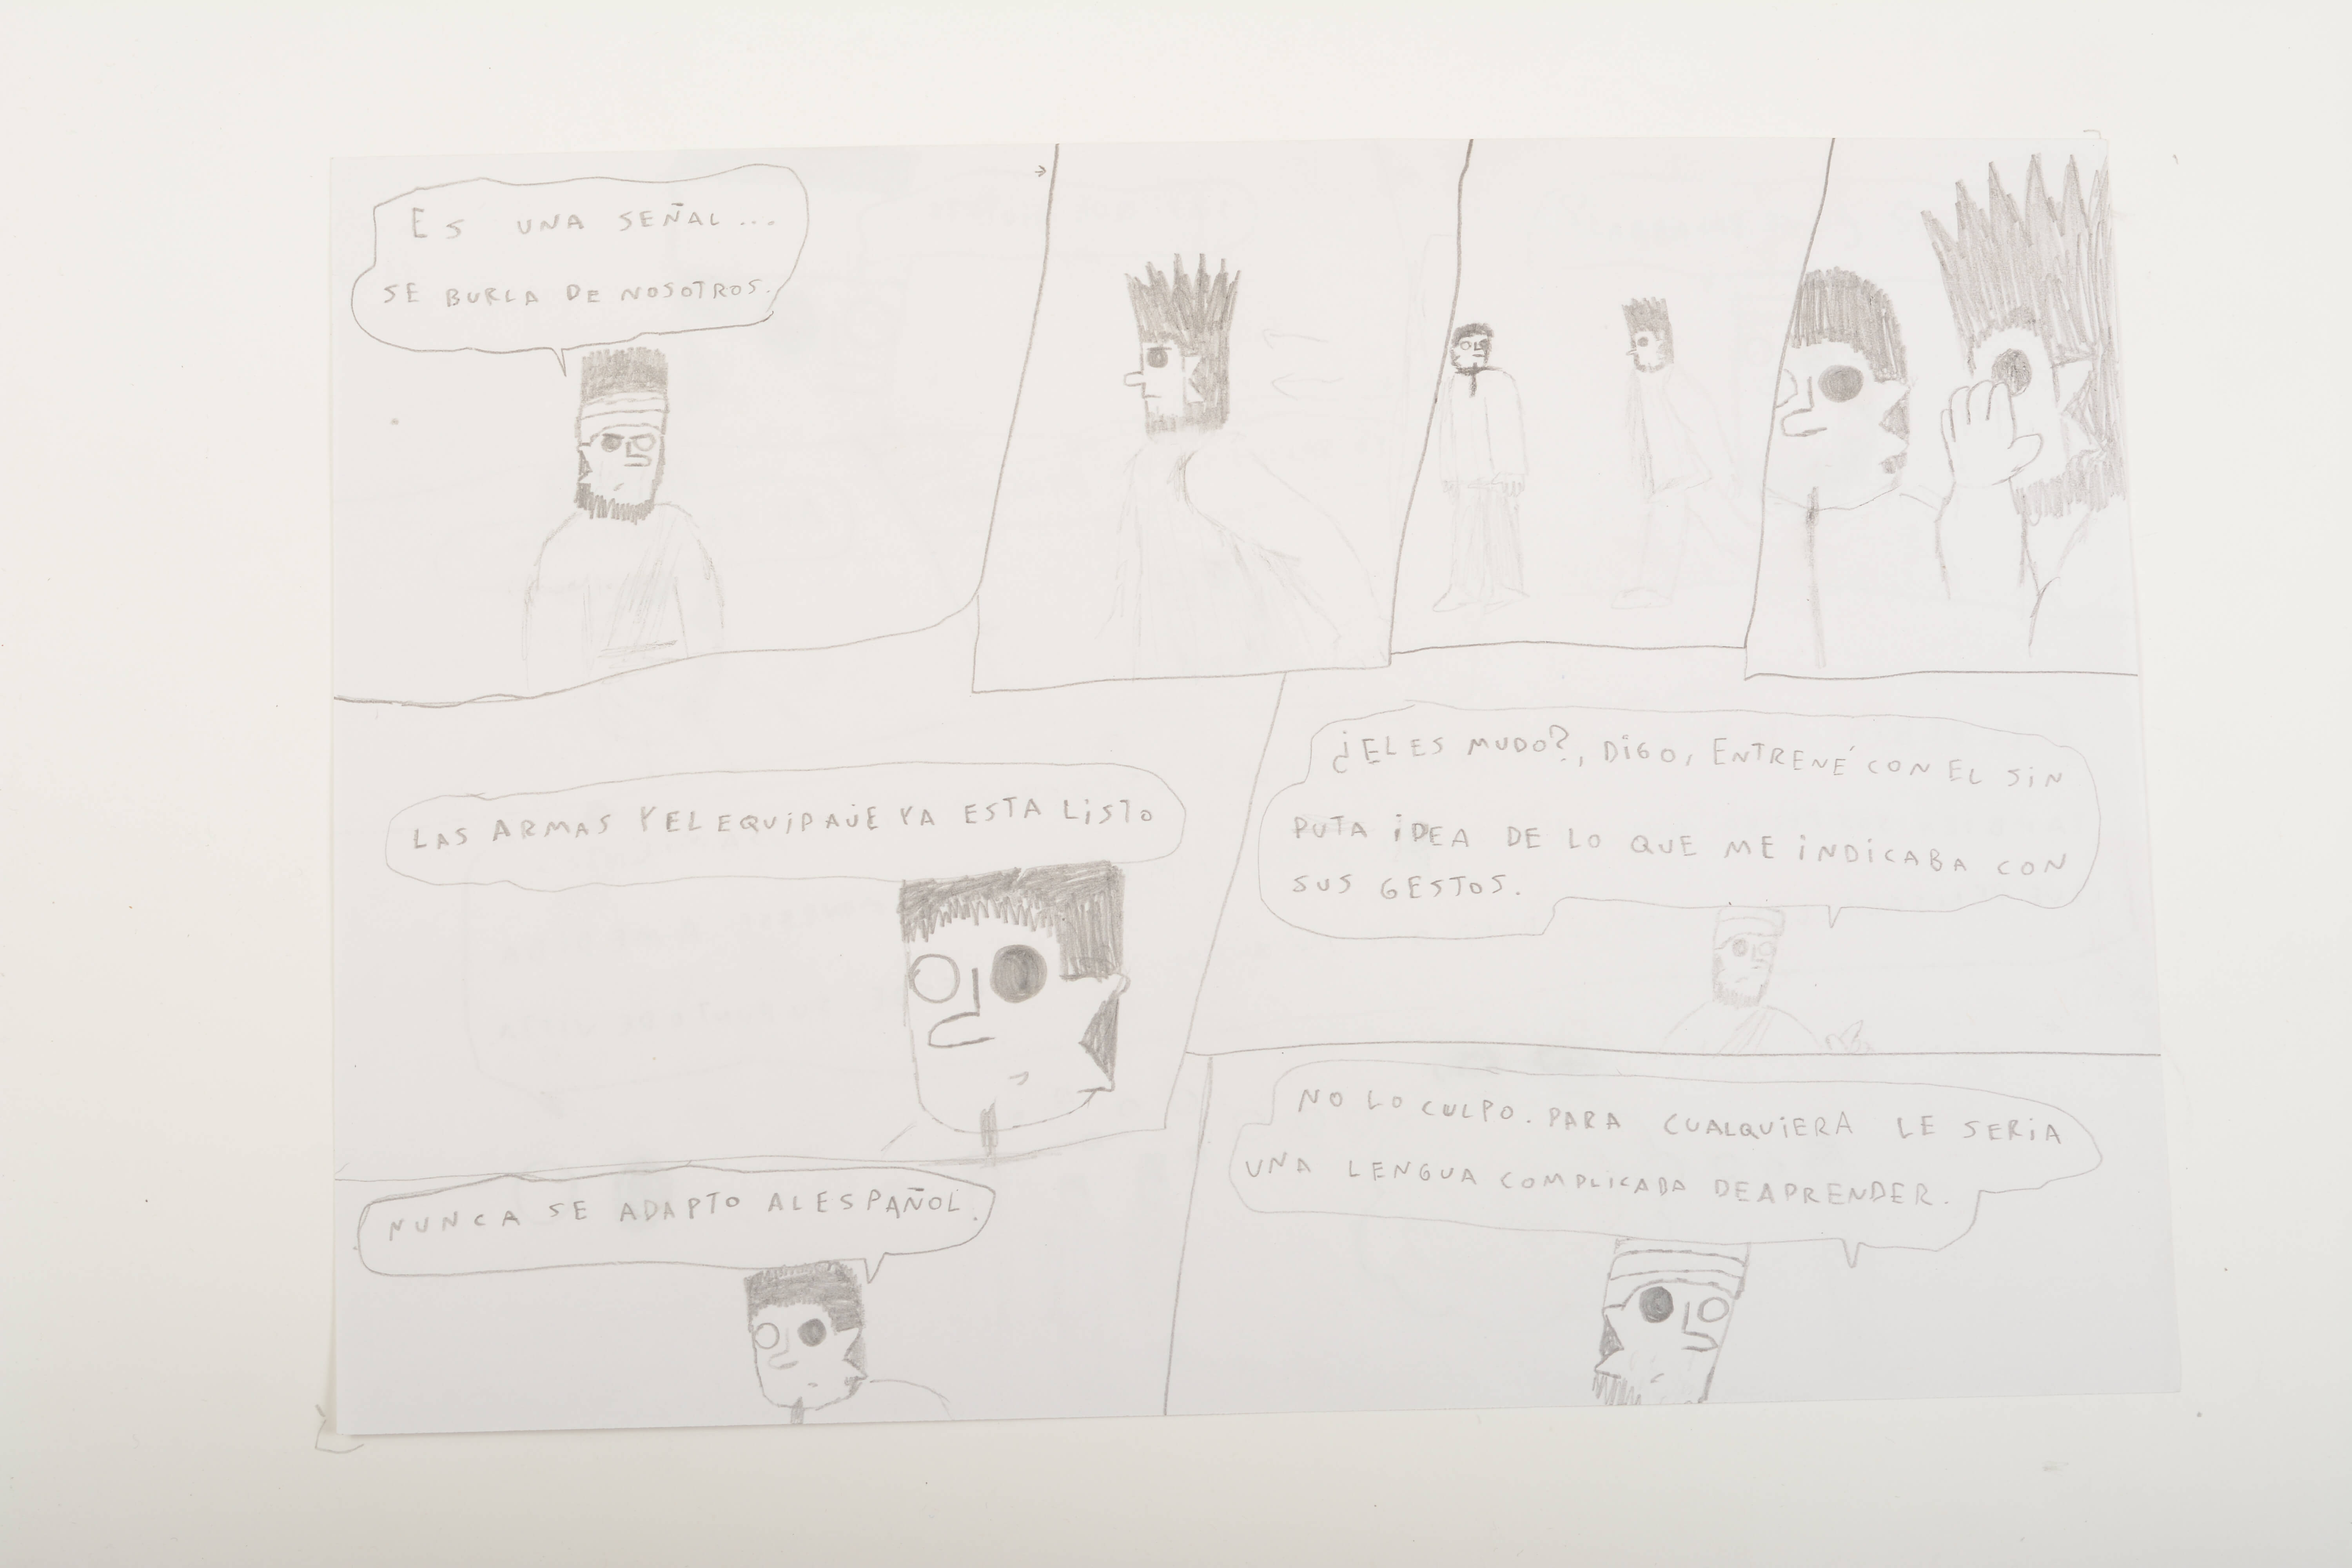 ES UNA SEÑAL...
SE BURLA DE NOSOTROS.
LAS ARMAS Y EL EQUIPAJE YA ESTA LISTO
¿EL ES MUDO?, DIGO, ENTRENÉ CON EL SIN
PUTA IDEA DE LO QUE ME INDICABA CON
SUS GESTOS.
NUNCA SE ADAPTO AL ESPAÑOL.
NO LO CULPO. PARA CUALQUIERA LE SERIA
UNA LENGUA COMPLICADA DE APRENDER.